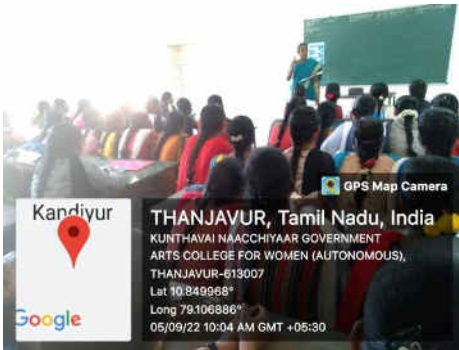 GPS Map Camera
Kandiyur
Google
THANJAVUR, Tamil Nadu, India
KUNTHAVAI NAACCHIYAAR GOVERNMENT
ARTS COLLEGE FOR WOMEN (AUTONOMOUS),
THANJAVUR-613007
Lat 10.849968°
Long 79.106886°
05/09/22 10:04 AM GMT +05:30